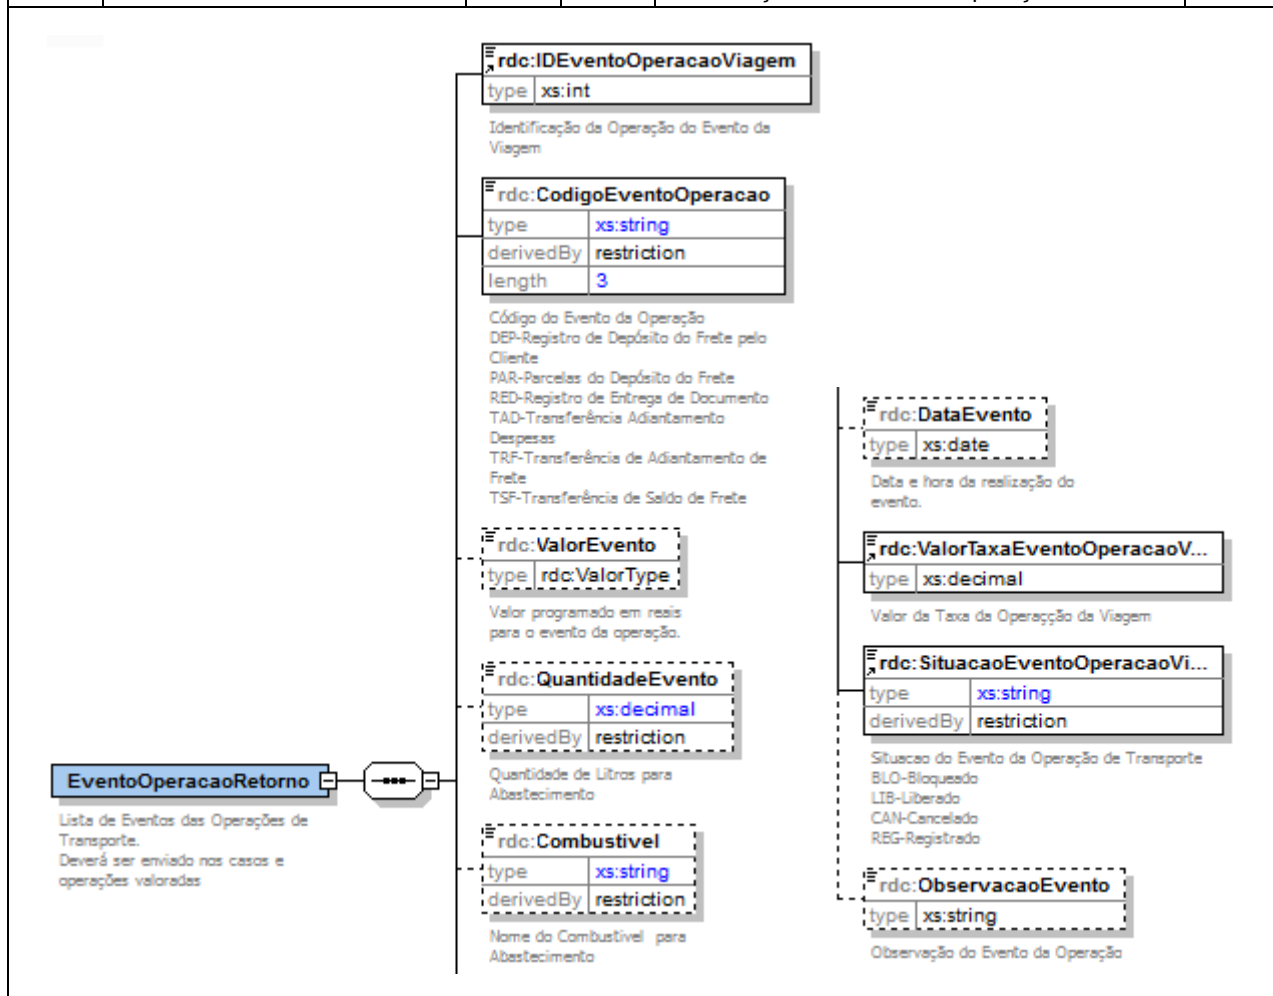 rdc:IDEventoOperacaoViagem
type xs:int
Identificação da Operação do Evento da
Viagem
rdc:CodigoEventoOperacao
type xs:string
derivedBy restriction
length 3
Código do Evento da Operação
DEP-Registro de Depósito do Frete pelo
Cliente
PAR-Parcelas do Depósito do Frete
RED-Registro de Entrega de Documento
TAD-Transferência Adiantamento
Despesas
TRF-Transferência de Adiantamento de
Frete
TSF-Transferência de Saldo de Frete
rdc:ValorEvento
type rdc:ValorType
Valor programado em reais
para o evento da operação.
rdc:QuantidadeEvento
type xs:decimal
derivedBy restriction
Quantidade de Litros para
Abastecimento
EventoOperacaoRetorno
Lista de Eventos das Operações de
Transporte.
Deverá ser enviado nos casos e
operações valoradas
rdc:Combustivel
type xs:string
derivedBy restriction
Nome do Combustivel para
Abastecimento
rdc:DataEvento
type xs:date
Data e hora da realização do
evento.
rdc:ValorTaxaEventoOperacaoV...
type xs:decimal
Valor da Taxa da Operaçção da Viagem
rdc:SituacaoEventoOperacaoVi...
type xs:string
derivedBy restriction
Situacao do Evento da Operação de Transporte
BLO-Bloqueado
LIB-Liberado
CAN-Cancelado
REG-Registrado
rdc:ObservacaoEvento
type xs:string
Observação do Evento da Operação